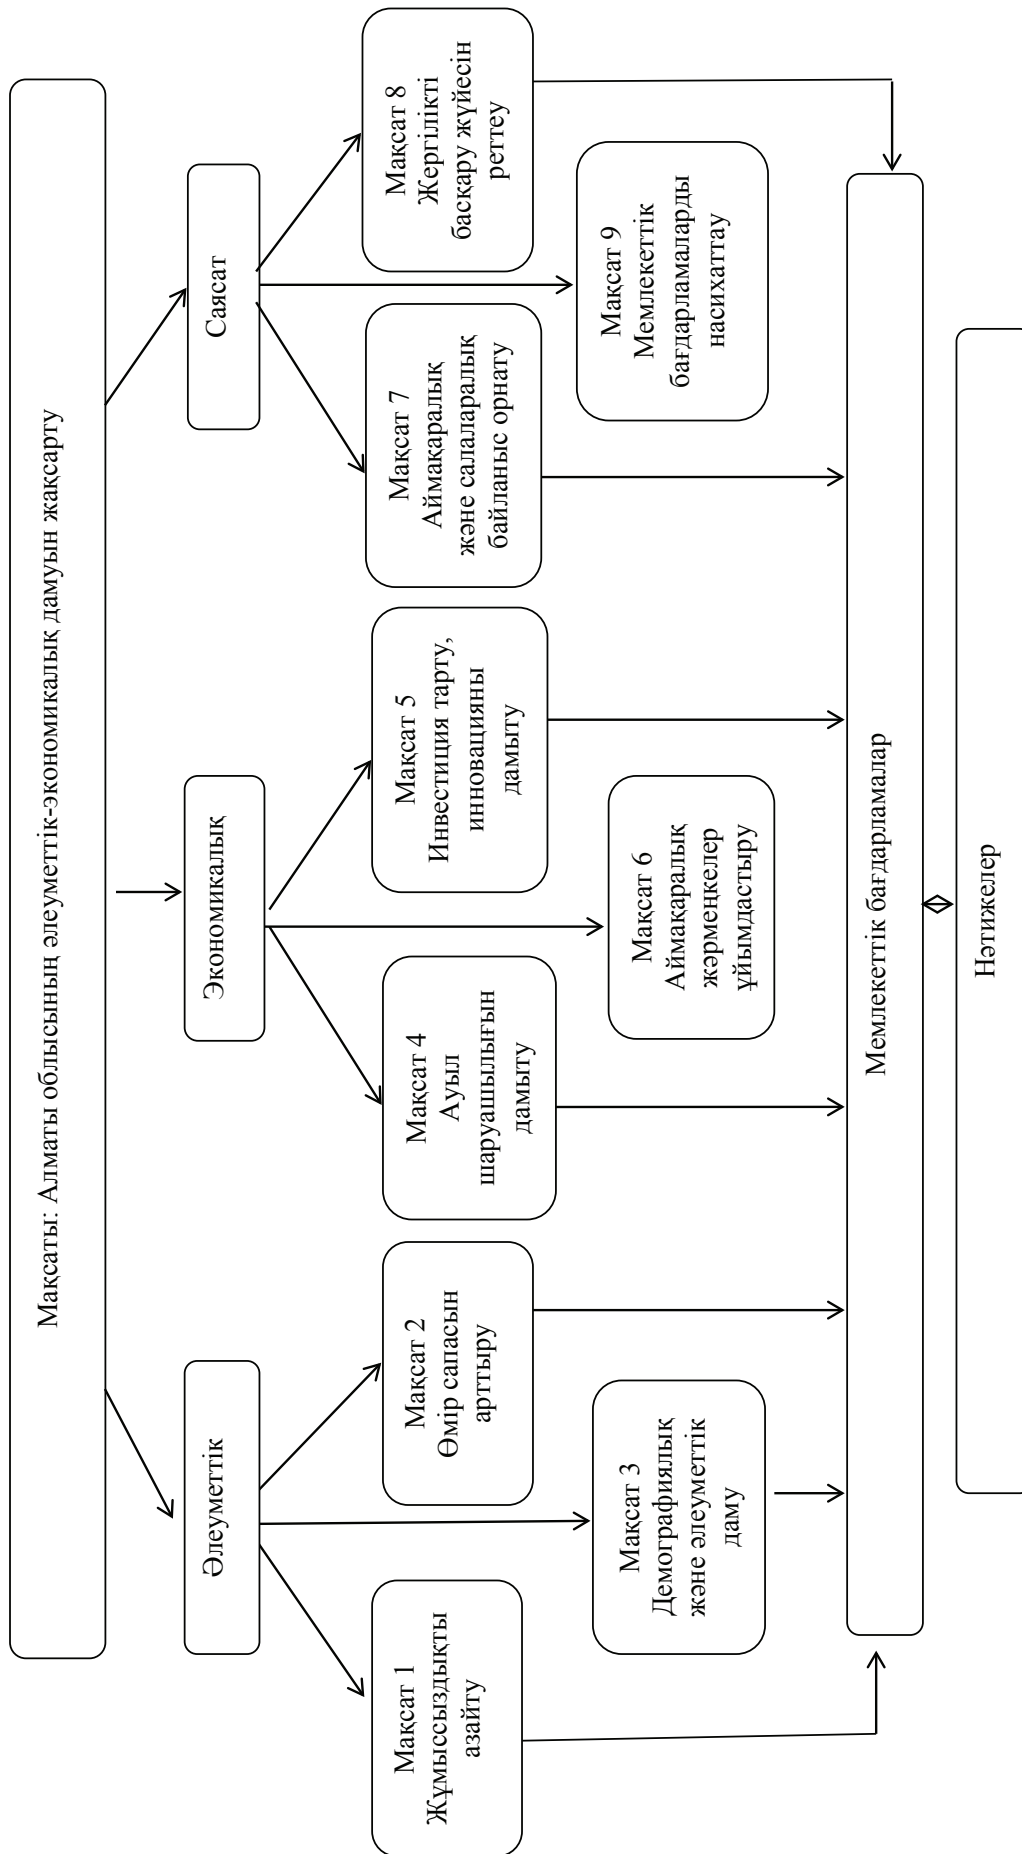 Мақсаты: Алматы облысының әлеуметтік-экономикалық дамуын жақсарту
Әлеуметтік
Экономикалық
Саясат
Мақсат 1
Жұмыссыздықты
азайту
Мақсат 2
Өмір сапасын
арттыру
Мақсат 3
Демографиялық
және әлеуметтік
даму
Мақсат 4
Ауыл
шаруашылығын
дамыту
Мақсат 5
Инвестиция тарту,
инновацияны
дамыту
Мақсат 6
Аймақаралық
жәрмеңкелер
ұйымдастыру
Мақсат 7
Аймақаралық
және салаларалық
байланыс орнату
Мақсат 8
Жергілікті
басқару жүйесін
реттеу
Мақсат 9
Мемлекеттік
бағдарламаларды
насихаттау
Мемлекеттік бағдарламалар
Нәтижелер